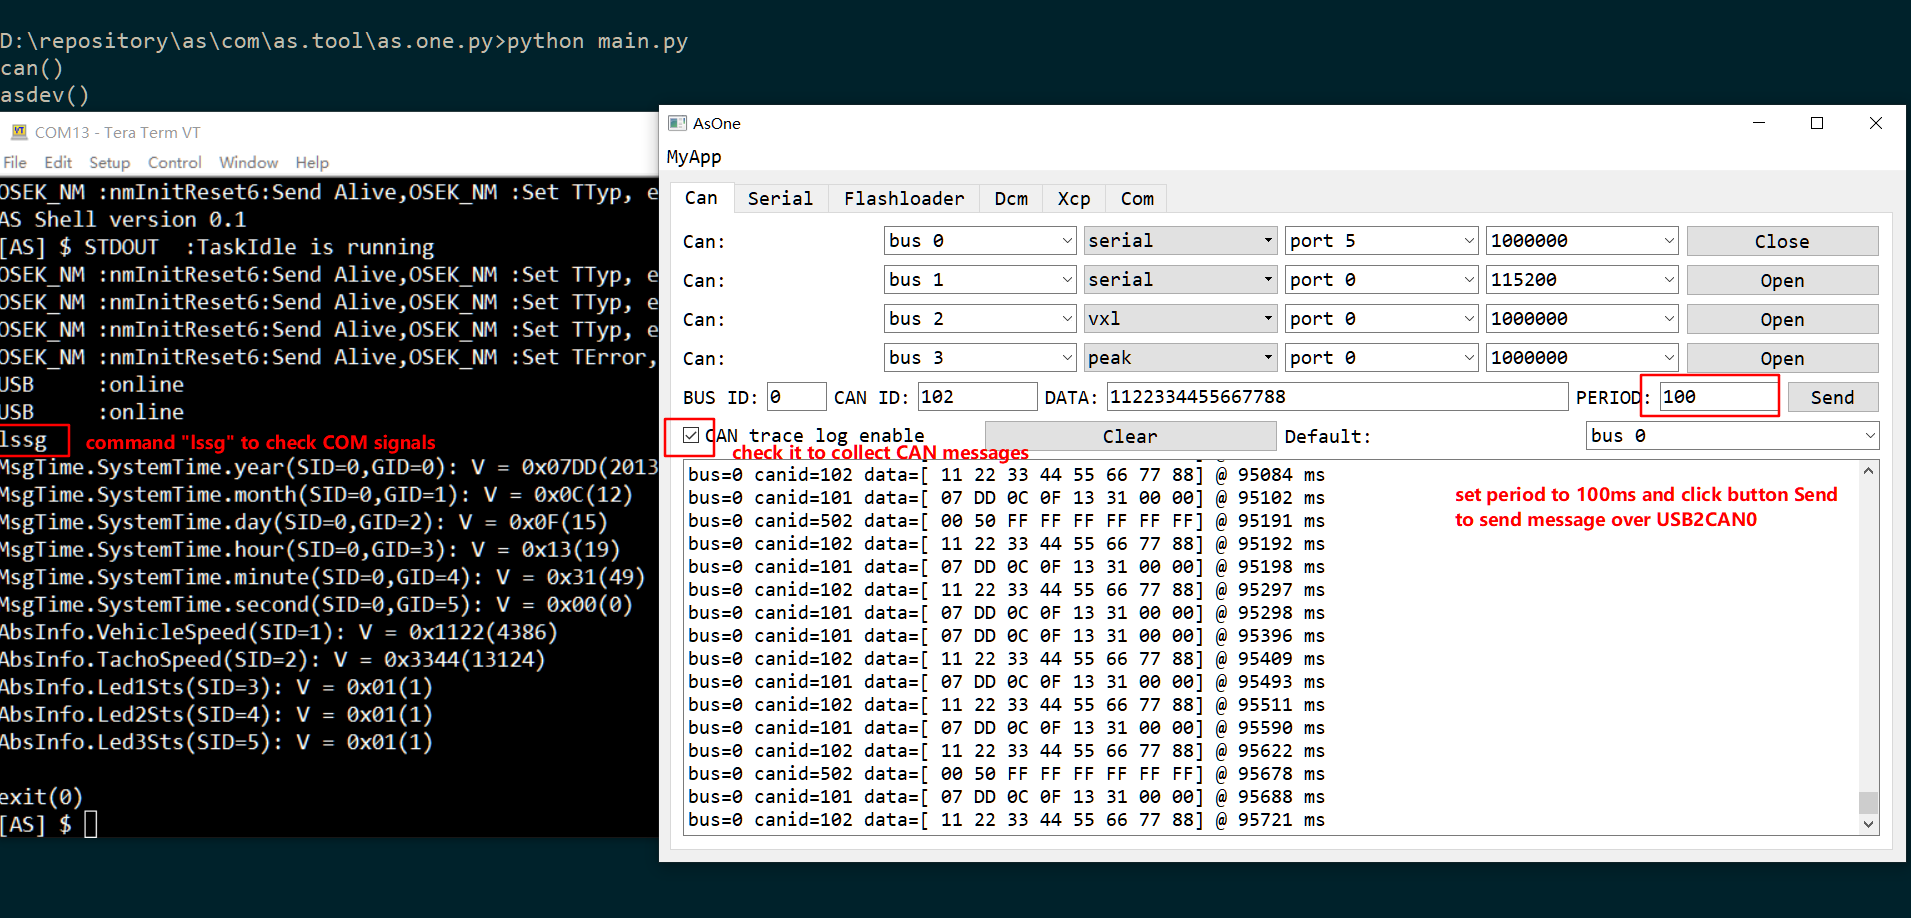 D:\repository\as\com\as.tool\as.one.py>python main.py
can()
asdev()
COM13 - Tera Term VT
File Edit Setup Control Window Help
OSEK_NM :nmInitReset6:Send Alive,OSEK_NM :Set TTyp, e
AS Shell version 0.1
[AS] $ STDOUT  :TaskIdle is running
OSEK_NM :nmInitReset6:Send Alive,OSEK_NM :Set TTyp, e
OSEK_NM :nmInitReset6:Send Alive,OSEK_NM :Set TTyp, e
OSEK_NM :nmInitReset6:Send Alive,OSEK_NM :Set TTyp, e
OSEK_NM :nmInitReset6:Send Alive,OSEK_NM :Set TError,
USB     :online
USB     :online
lssg
command "lssg" to check COM signals
MsgTime.SystemTime.year(SID=0,GID=0): V = 0x07DD(2013
MsgTime.SystemTime.month(SID=0,GID=1): V = 0x0C(12)
MsgTime.SystemTime.day(SID=0,GID=2): V = 0x0F(15)
MsgTime.SystemTime.hour(SID=0,GID=3): V = 0x13(19)
MsgTime.SystemTime.minute(SID=0,GID=4): V = 0x31(49)
MsgTime.SystemTime.second(SID=0,GID=5): V = 0x00(0)
AbsInfo.VehicleSpeed(SID=1): V = 0x1122(4386)
AbsInfo.TachoSpeed(SID=2): V = 0x3344(13124)
AbsInfo.Led1Sts(SID=3): V = 0x01(1)
AbsInfo.Led2Sts(SID=4): V = 0x01(1)
AbsInfo.Led3Sts(SID=5): V = 0x01(1)
exit(0)
[AS] $
AsOne
MyApp
Can Serial Flashloader Dcm Xcp Com
Can: bus 0 serial port 5 1000000 Close
Can: bus 1 serial port 0 115200 Open
Can: bus 2 vxl port 0 1000000 Open
Can: bus 3 peak port 0 1000000 Open
BUS ID: 0 CAN ID: 102 DATA: 1122334455667788 PERIOD: 100 Send
CAN trace log enable Clear Default: bus 0
check it to collect CAN messages
bus=0 canid=102 data=[ 11 22 33 44 55 66 77 88] @ 95084 ms
bus=0 canid=101 data=[ 07 DD 0C 0F 13 31 00 00] @ 95102 ms
bus=0 canid=502 data=[ 00 50 FF FF FF FF FF FF] @ 95191 ms
bus=0 canid=102 data=[ 11 22 33 44 55 66 77 88] @ 95192 ms
bus=0 canid=101 data=[ 07 DD 0C 0F 13 31 00 00] @ 95198 ms
bus=0 canid=102 data=[ 11 22 33 44 55 66 77 88] @ 95297 ms
bus=0 canid=101 data=[ 07 DD 0C 0F 13 31 00 00] @ 95298 ms
bus=0 canid=101 data=[ 07 DD 0C 0F 13 31 00 00] @ 95396 ms
bus=0 canid=102 data=[ 11 22 33 44 55 66 77 88] @ 95409 ms
bus=0 canid=101 data=[ 07 DD 0C 0F 13 31 00 00] @ 95493 ms
bus=0 canid=102 data=[ 11 22 33 44 55 66 77 88] @ 95511 ms
bus=0 canid=101 data=[ 07 DD 0C 0F 13 31 00 00] @ 95590 ms
bus=0 canid=102 data=[ 11 22 33 44 55 66 77 88] @ 95622 ms
bus=0 canid=502 data=[ 00 50 FF FF FF FF FF FF] @ 95678 ms
bus=0 canid=101 data=[ 07 DD 0C 0F 13 31 00 00] @ 95688 ms
bus=0 canid=102 data=[ 11 22 33 44 55 66 77 88] @ 95721 ms
set period to 100ms and click button Send
to send message over USB2CAN0